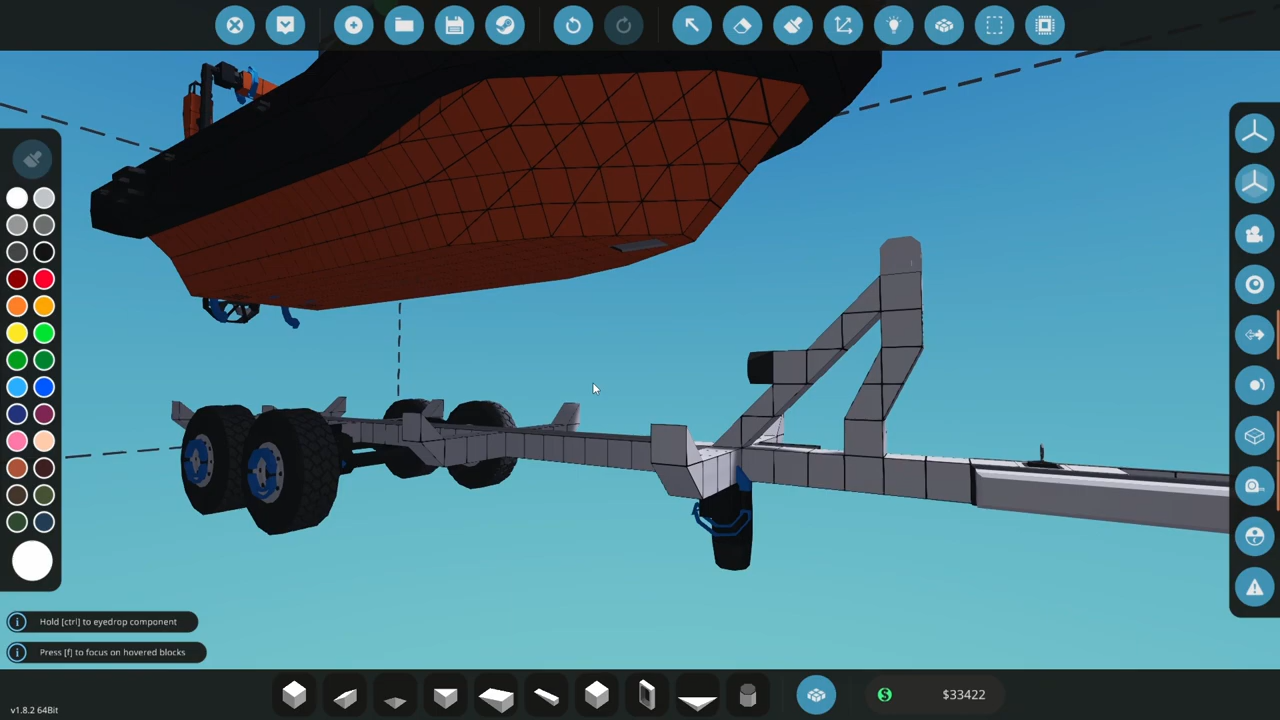 Hold [ctrl] to eyedrop component
Press [f] to focus on hovered blocks
$33422
v1.8.2 64Bit